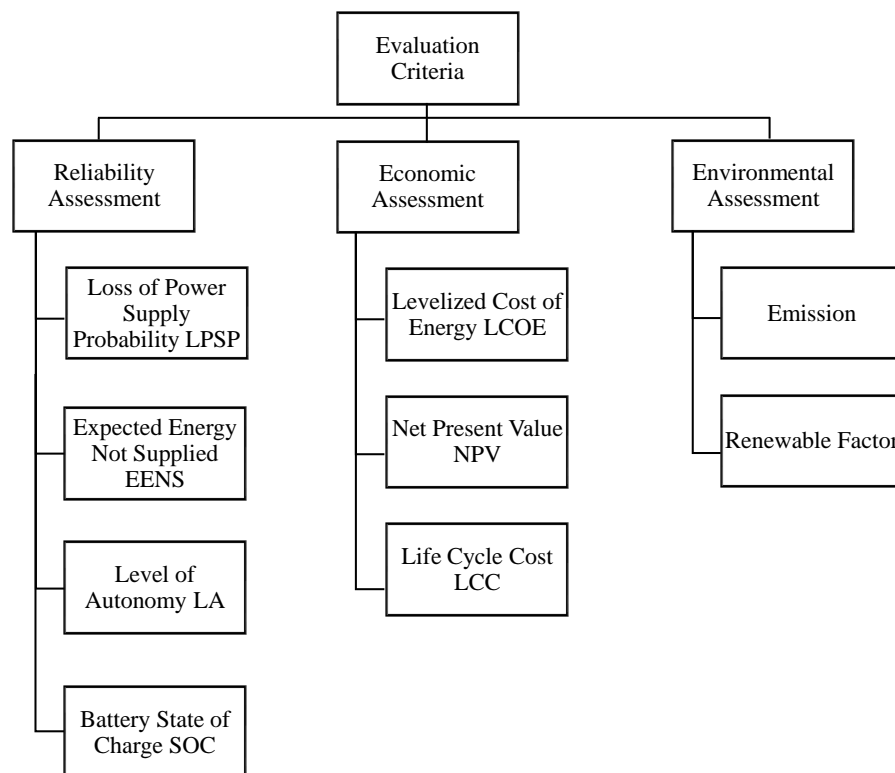 Evaluation
Criteria
Reliability
Assessment
Economic
Assessment
Environmental
Assessment
Loss of Power
Supply
Probability LPSP
Levelized Cost of
Energy LCOE
Emission
Expected Energy
Not Supplied
EENS
Net Present Value
NPV
Renewable Factor
Level of
Autonomy LA
Life Cycle Cost
LCC
Battery State of
Charge SOC